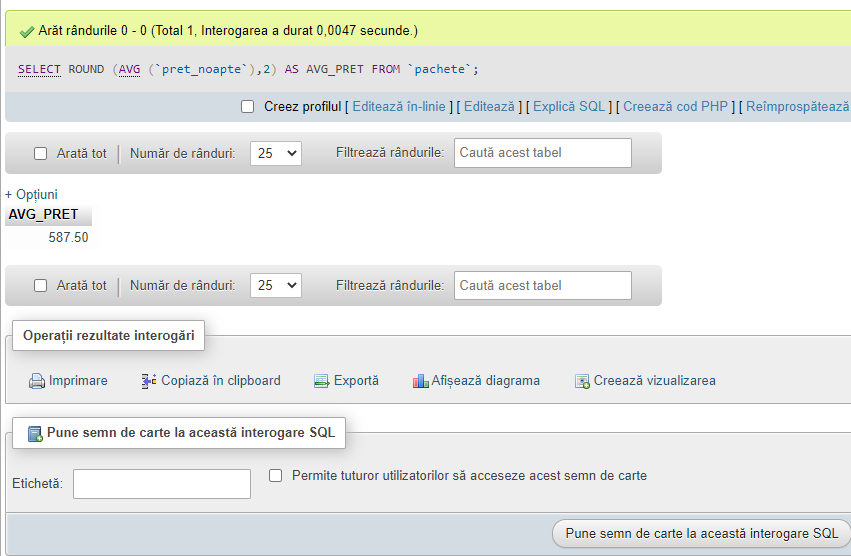 Arăt rândurile 0 - 0 (Total 1, Interogarea a durat 0,0047 secunde.)
SELECT ROUND (AVG (`pret_noapte`),2) AS AVG_PRET FROM `pachete`;
Creez profilul [ Editează în-linie ] [ Editează ] [ Explică SQL ] [ Creează cod PHP ] [ Reîmprospătează
Arată tot | Număr de rânduri: 25 Filtrează rândurile: Caută acest tabel
+ Opțiuni
AVG_PRET
587.50
Arată tot | Număr de rânduri: 25 Filtrează rândurile: Caută acest tabel
Operații rezultate interogări
Imprimare Copiază în clipboard Exportă Afișează diagrama Creează vizualizarea
Pune semn de carte la această interogare SQL
Etichetă: Permite tuturor utilizatorilor să acceseze acest semn de carte
Pune semn de carte la această interogare SQL